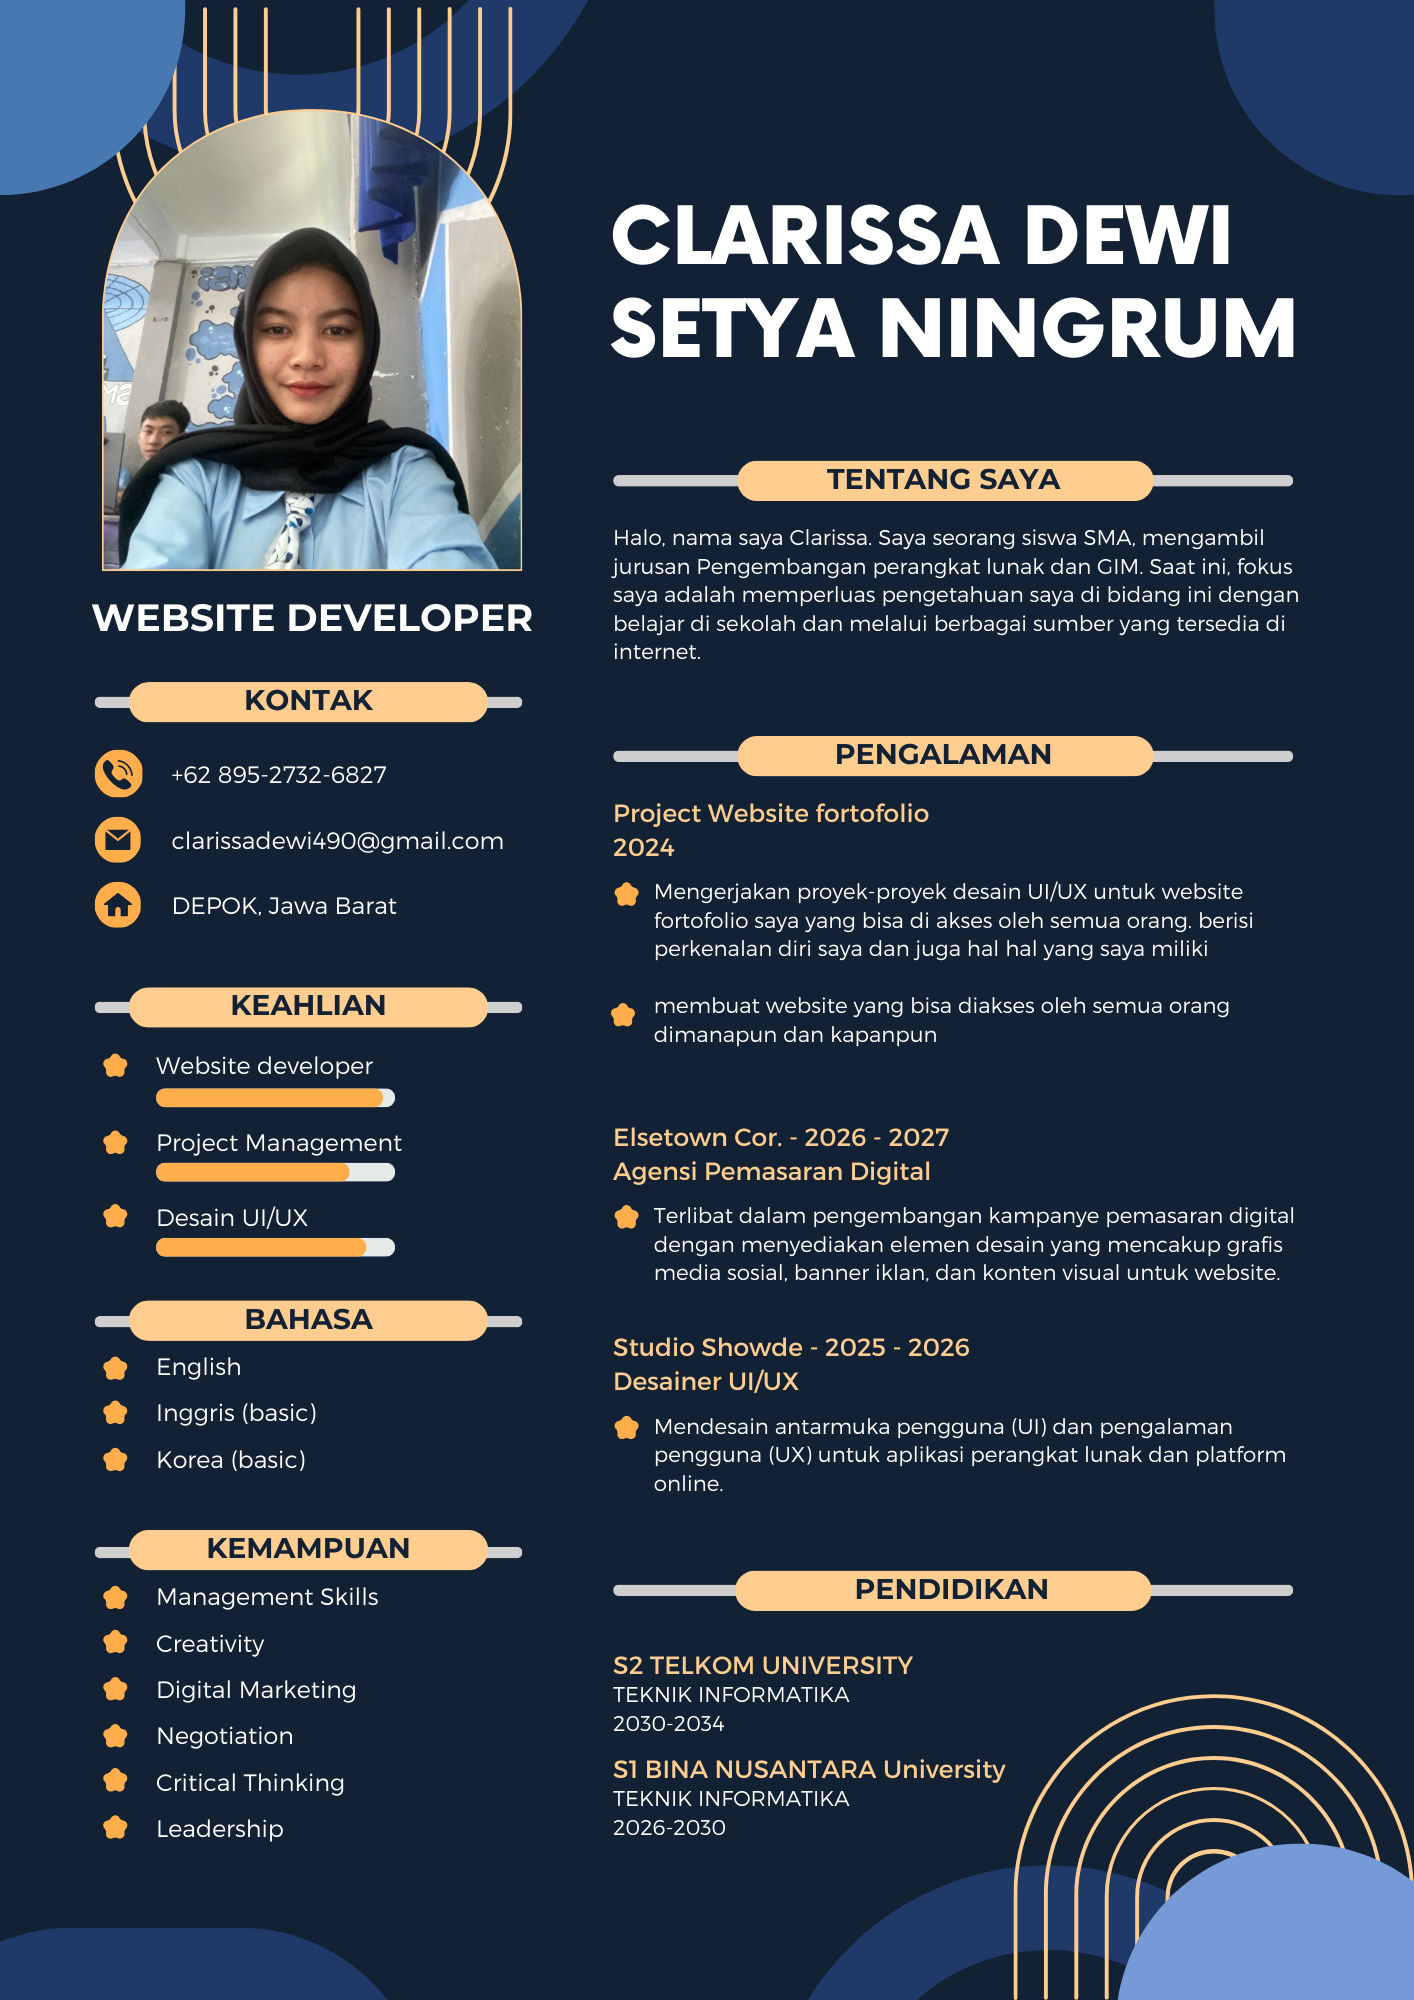 CLARISSA DEWI
SETYA NINGRUM
WEBSITE DEVELOPER
KONTAK
+62 895-2732-6827
clarissadewi490@gmail.com
DEPOK, Jawa Barat
KEAHLIAN
Website developer
Project Management
Desain UI/UX
BAHASA
English
Inggris (basic)
Korea (basic)
KEMAMPUAN
Management Skills
Creativity
Digital Marketing
Negotiation
Critical Thinking
Leadership
TENTANG SAYA
Halo, nama saya Clarissa. Saya seorang siswa SMA, mengambil
jurusan Pengembangan perangkat lunak dan GIM. Saat ini, fokus
saya adalah memperluas pengetahuan saya di bidang ini dengan
belajar di sekolah dan melalui berbagai sumber yang tersedia di
internet.
PENGALAMAN
Project Website fortofolio
2024
Mengerjakan proyek-proyek desain UI/UX untuk website
fortofolio saya yang bisa di akses oleh semua orang. berisi
perkenalan diri saya dan juga hal hal yang saya miliki
membuat website yang bisa diakses oleh semua orang
dimanapun dan kapanpun
Elsetown Cor. - 2026 - 2027
Agensi Pemasaran Digital
Terlibat dalam pengembangan kampanye pemasaran digital
dengan menyediakan elemen desain yang mencakup grafis
media sosial, banner iklan, dan konten visual untuk website.
Studio Showde - 2025 - 2026
Desainer UI/UX
Mendesain antarmuka pengguna (UI) dan pengalaman
pengguna (UX) untuk aplikasi perangkat lunak dan platform
online.
PENDIDIKAN
S2 TELKOM UNIVERSITY
TEKNIK INFORMATIKA
2030-2034
S1 BINA NUSANTARA University
TEKNIK INFORMATIKA
2026-2030